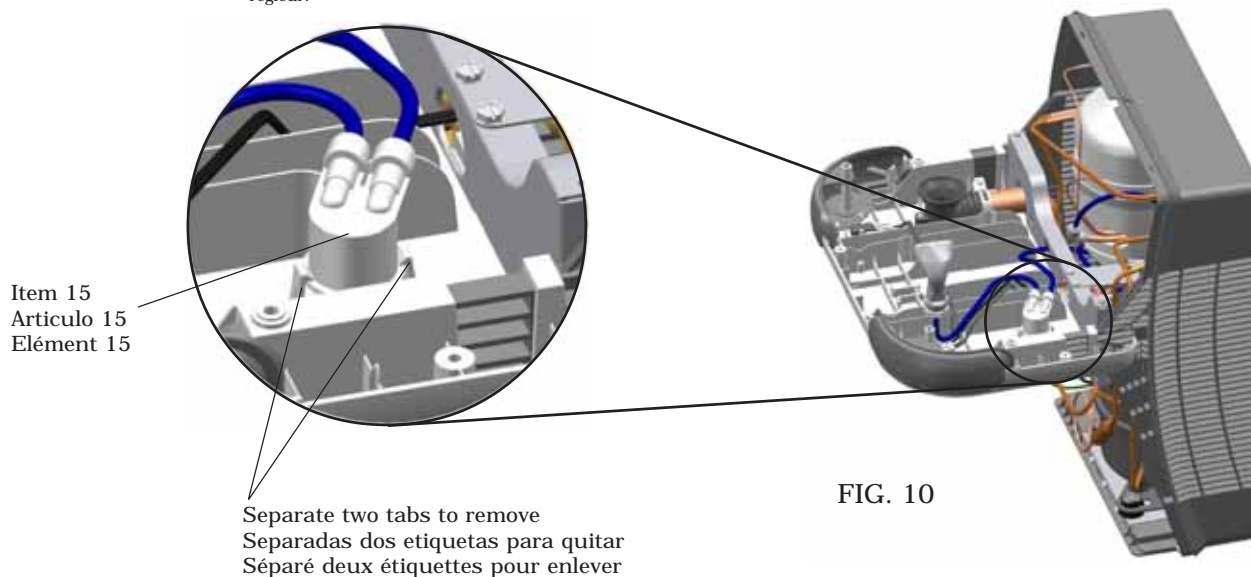 Item 15
Articulo 15
Elément 15
Separate two tabs to remove
Separadas dos etiquetas para quitar
Séparé deux étiquettes pour enlever
FIG. 10